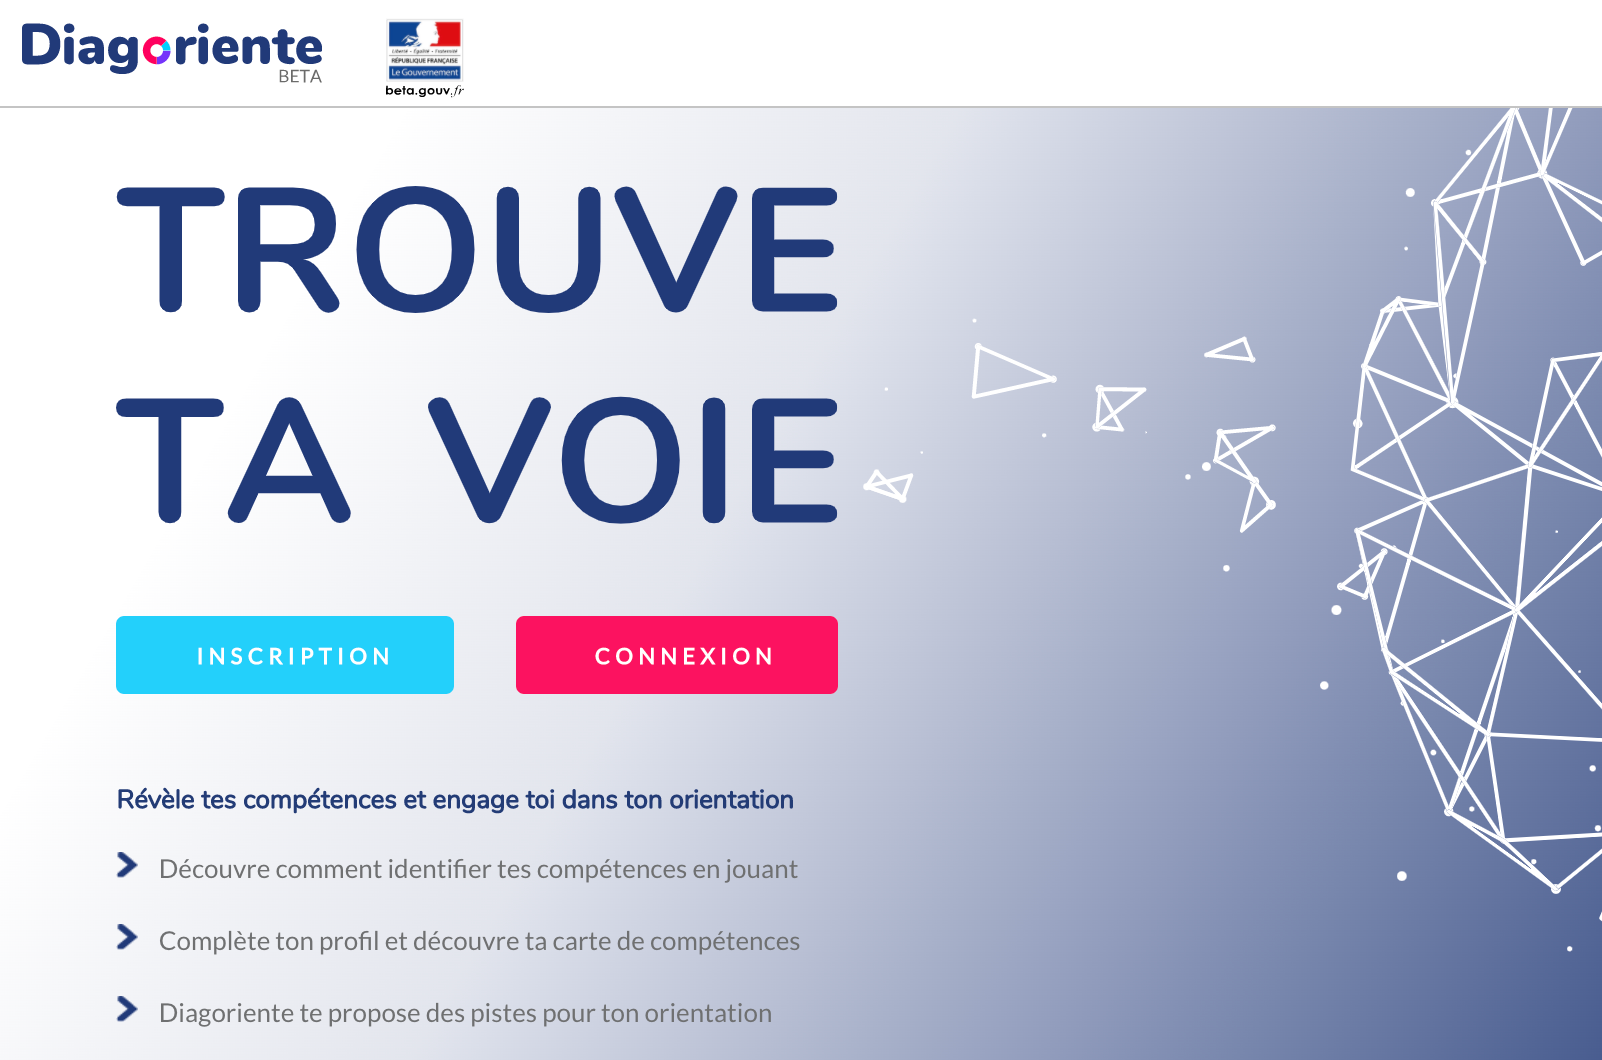 Diagoriente
BETA
Liberté • Égalité • Fraternité
RÉPUBLIQUE FRANÇAISE
Le Gouvernement
beta.gouv.fr
TROUVE
TA VOIE
INSCRIPTION
CONNEXION
Révèle tes compétences et engage toi dans ton orientation
Découvre comment identifier tes compétences en jouant
Complète ton profil et découvre ta carte de compétences
Diagoriente te propose des pistes pour ton orientation